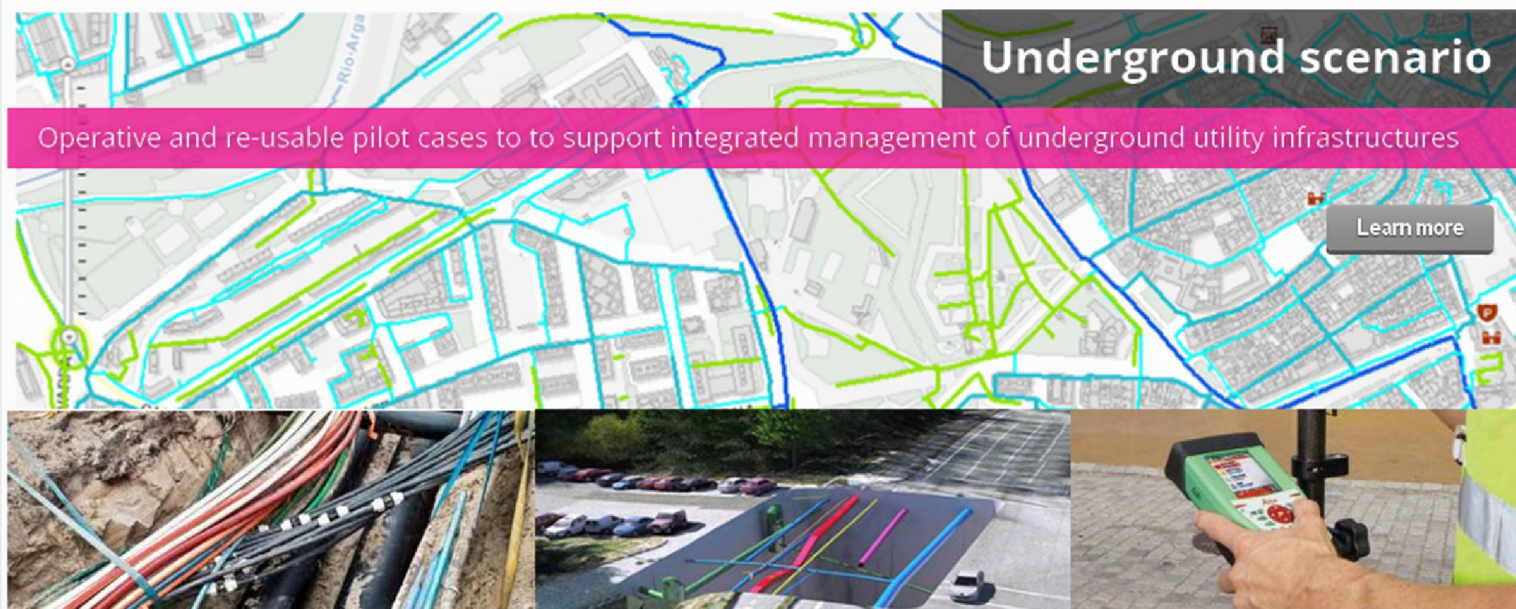 Rio·Arga
Underground scenario
Operative and re-usable pilot cases to to support integrated management of underground utility infrastructures
Learn more
P